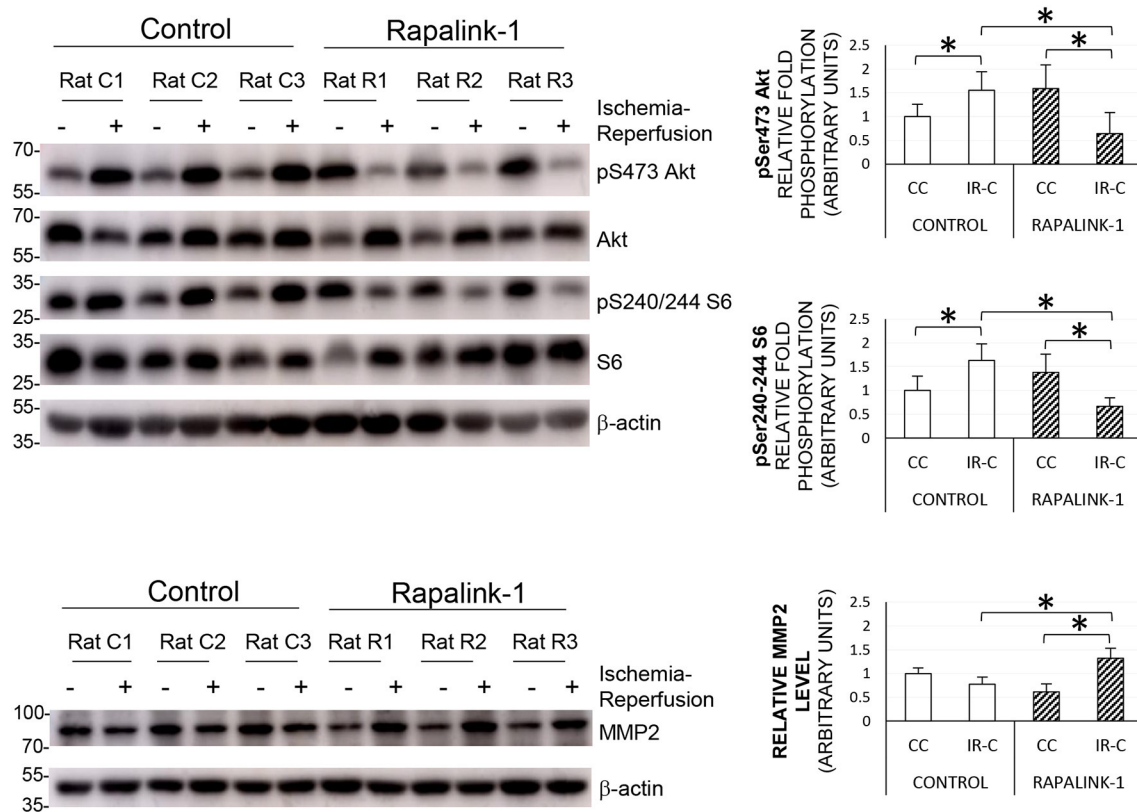 Control Rapalink-1
Rat C1 Rat C2 Rat C3 Rat R1 Rat R2 Rat R3
Ischemia-
Reperfusion
- + - + - + - + - + - +
70-
55-
pS473 Akt
70-
55-
Akt
35-
25-
pS240/244 S6
35-
25-
S6
55-
35-
β-actin
pSer473 Akt
RELATIVE FOLD
PHOSPHORYLATION
(ARBITRARY UNITS)
2.5
2
1.5
1
0.5
0
* * *
CC IR-C CC IR-C
CONTROL RAPALINK-1
pSer240-244 S6
RELATIVE FOLD
PHOSPHORYLATION
(ARBITRARY UNITS)
2.5
2
1.5
1
0.5
0
* * *
CC IR-C CC IR-C
CONTROL RAPALINK-1
Control Rapalink-1
Rat C1 Rat C2 Rat C3 Rat R1 Rat R2 Rat R3
Ischemia-
Reperfusion
- + - + - + - + - + - +
100-
70-
MMP2
55-
35-
β-actin
RELATIVE MMP2
LEVEL
(ARBITRARY UNITS)
2.5
2
1.5
1
0.5
0
* *
CC IR-C CC IR-C
CONTROL RAPALINK-1